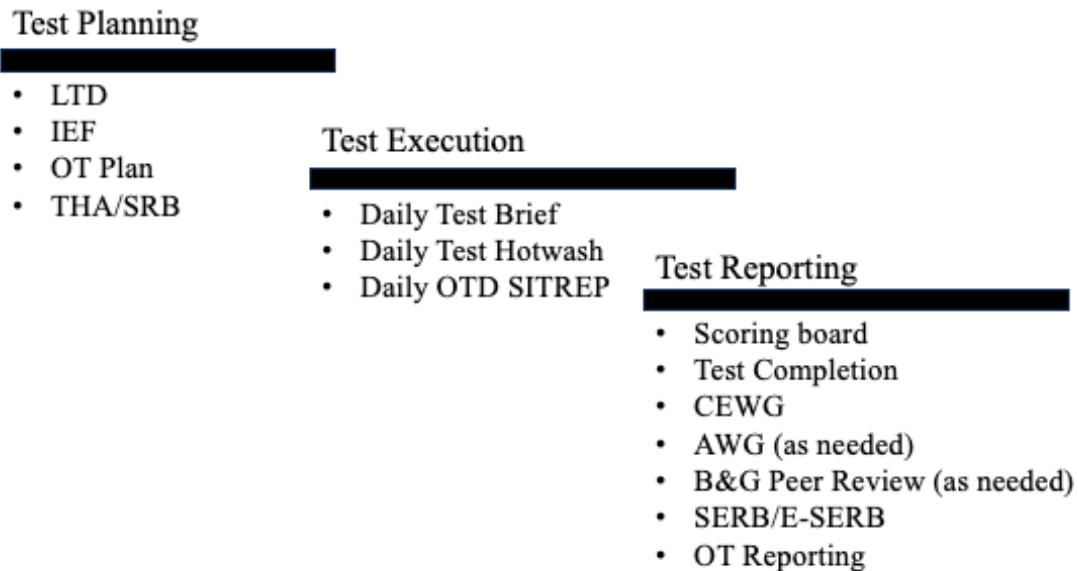 Test Planning
• LTD
• IEF
• OT Plan
• THA/SRB
Test Execution
• Daily Test Brief
• Daily Test Hotwash
• Daily OTD SITREP
Test Reporting
• Scoring board
• Test Completion
• CEWG
• AWG (as needed)
• B&G Peer Review (as needed)
• SERB/E-SERB
• OT Reporting